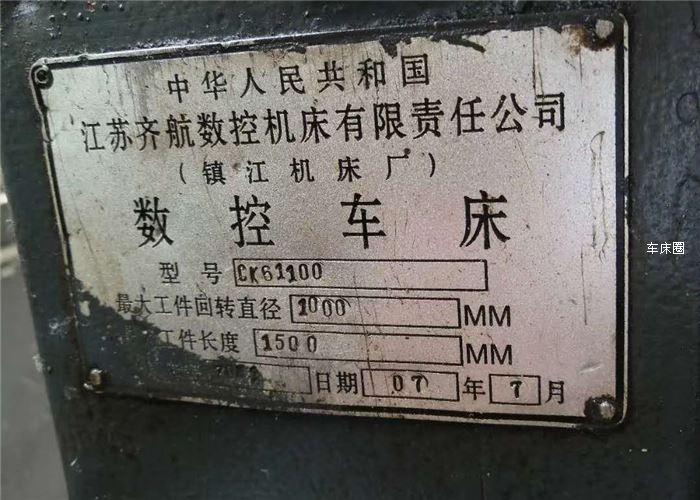 中华人民共和国
江苏齐航数控机床有限责任公司
(镇江机床厂)
数控车床
型号 CK61100
最大工件回转直径 1000 MM
工件长度 1500 MM
日期 07 年 7 月
车床圈